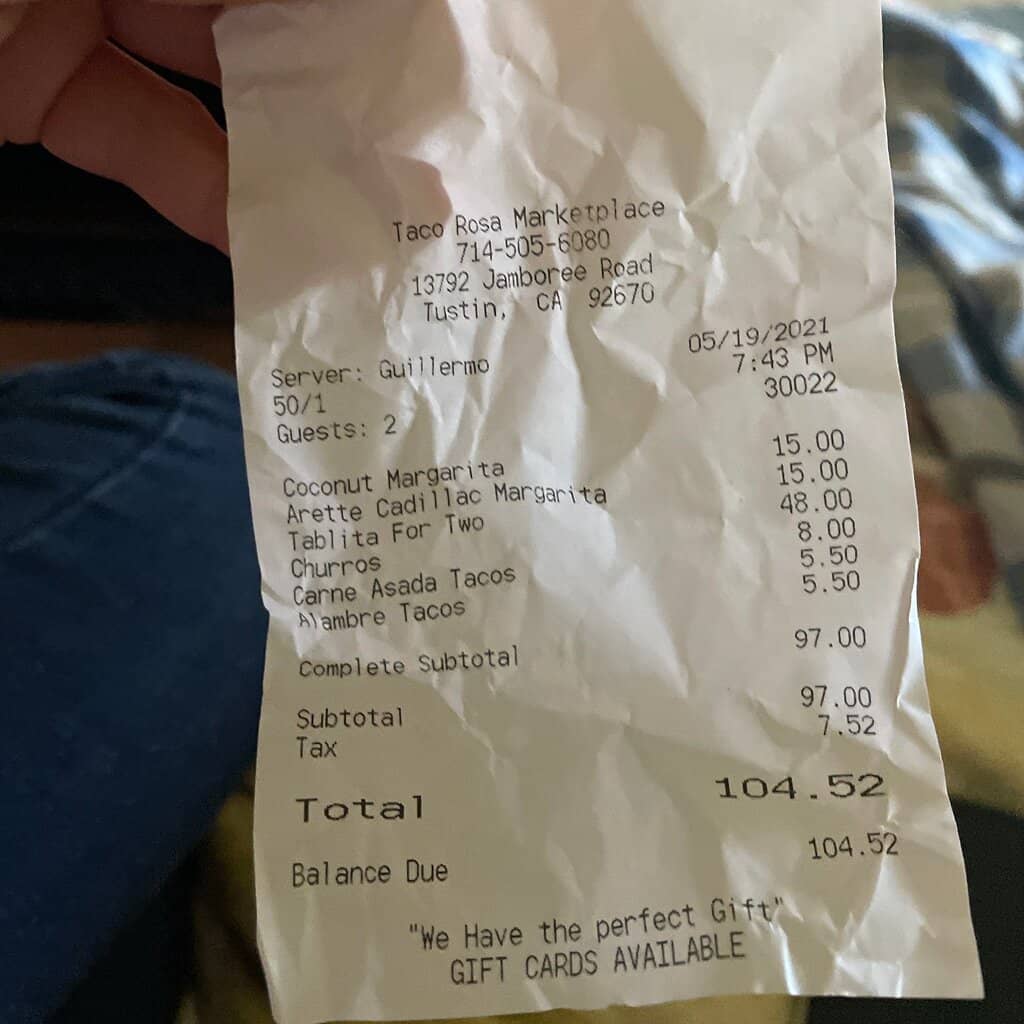 Taco Rosa Marketplace
714-505-6080
13792 Jamboree Road
Tustin, CA 92670
05/19/2021
Server: Guillermo 7:43 PM
50/1 30022
Guests: 2
Coconut Margarita 15.00
Arette Cadillac Margarita 15.00
Tablita For Two 48.00
Churros 8.00
Carne Asada Tacos 5.50
Alambre Tacos 5.50
Complete Subtotal 97.00
Subtotal 97.00
Tax 7.52
Total 104.52
Balance Due 104.52
"We Have the perfect Gift"
GIFT CARDS AVAILABLE